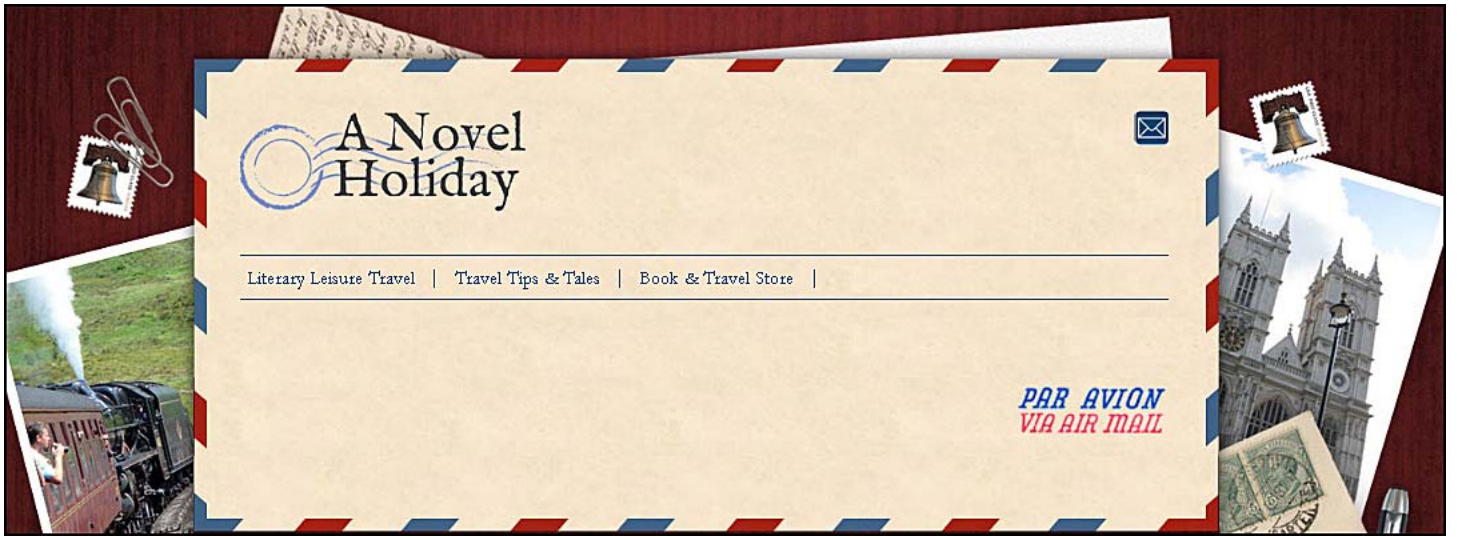 A Novel
Holiday
Literary Leisure Travel | Travel Tips & Tales | Book & Travel Store |
PAR AVION
VIA AIR MAIL